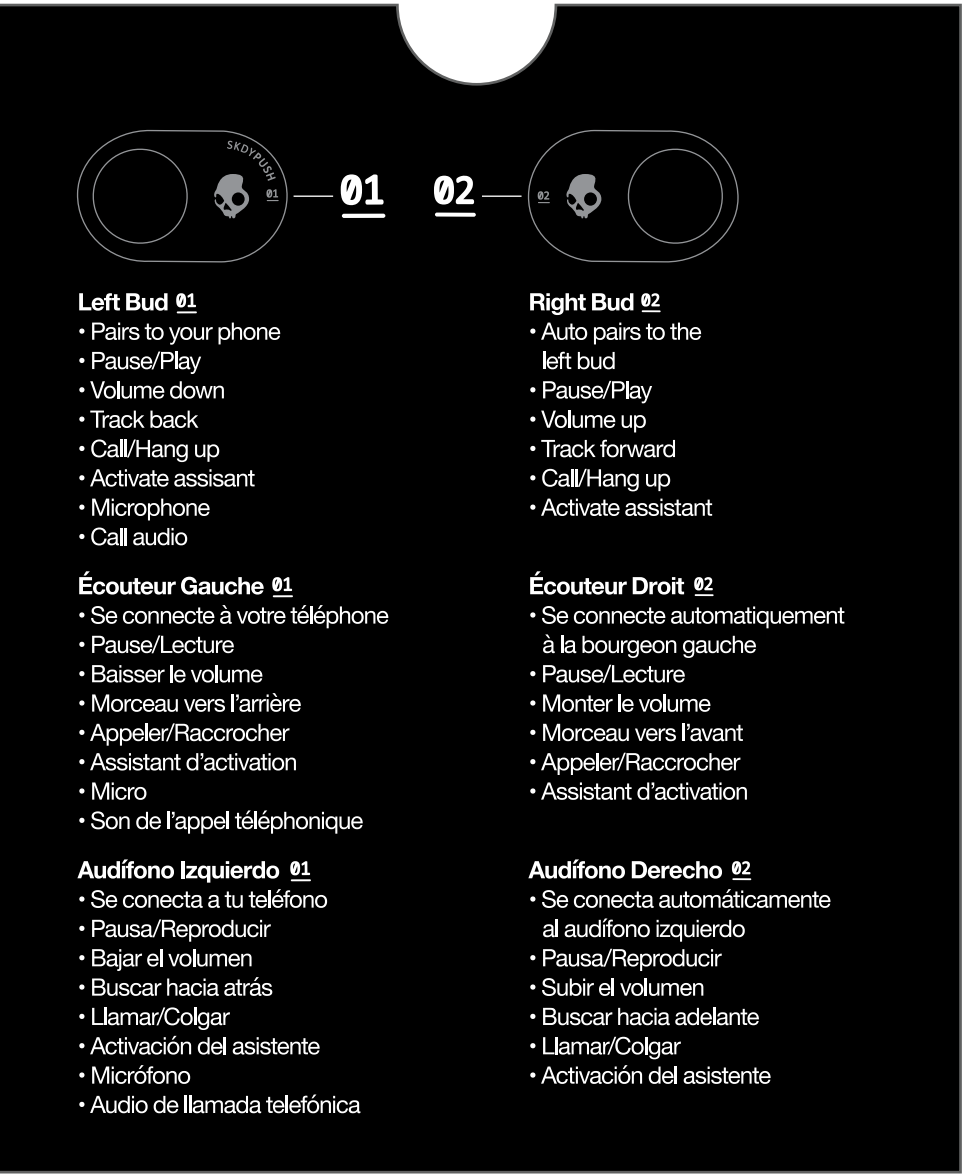 SKDYPUSH
01
01
02
02
Left Bud 01
• Pairs to your phone
• Pause/Play
• Volume down
• Track back
• Call/Hang up
• Activate assisant
• Microphone
• Call audio
Right Bud 02
• Auto pairs to the
left bud
• Pause/Play
• Volume up
• Track forward
• Call/Hang up
• Activate assistant
Écouteur Gauche 01
• Se connecte à votre téléphone
• Pause/Lecture
• Baisser le volume
• Morceau vers l'arrière
• Appeler/Raccrocher
• Assistant d'activation
• Micro
• Son de l'appel téléphonique
Écouteur Droit 02
• Se connecte automatiquement
à la bourgeon gauche
• Pause/Lecture
• Monter le volume
• Morceau vers l'avant
• Appeler/Raccrocher
• Assistant d'activation
Audífono Izquierdo 01
• Se conecta a tu teléfono
• Pausa/Reproducir
• Bajar el volumen
• Buscar hacia atrás
• Llamar/Colgar
• Activación del asistente
• Micrófono
• Audio de llamada telefónica
Audífono Derecho 02
• Se conecta automáticamente
al audífono izquierdo
• Pausa/Reproducir
• Subir el volumen
• Buscar hacia adelante
• Llamar/Colgar
• Activación del asistente